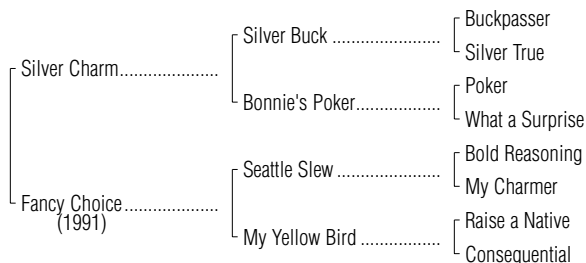 Buckpasser
Silver Buck ......................
Silver True
Silver Charm....................
Poker
Bonnie's Poker.................
What a Surprise
Bold Reasoning
Seattle Slew .....................
My Charmer
Fancy Choice...................
(1991)
Raise a Native
My Yellow Bird ................
Consequential